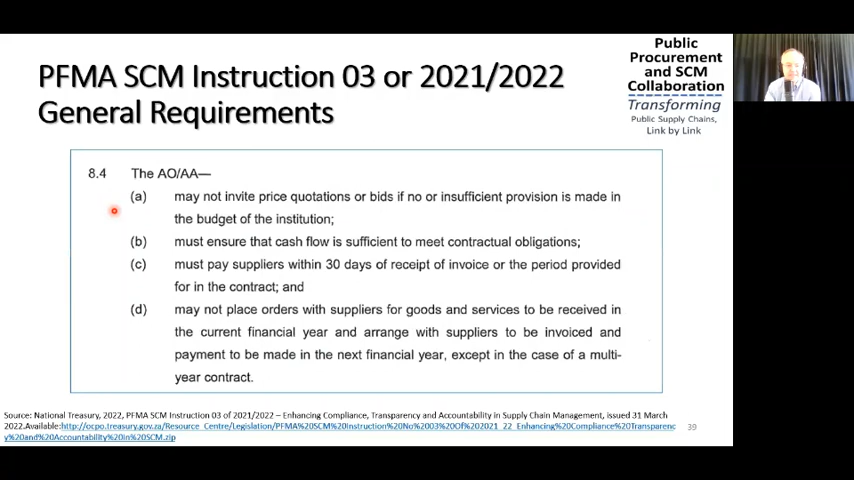 PFMA SCM Instruction 03 or 2021/2022
General Requirements
Public
Procurement
and SCM
Collaboration
Transforming
Public Supply Chains,
Link by Link
8.4 The AO/AA—
(a) may not invite price quotations or bids if no or insufficient provision is made in
the budget of the institution;
(b) must ensure that cash flow is sufficient to meet contractual obligations;
(c) must pay suppliers within 30 days of receipt of invoice or the period provided
for in the contract; and
(d) may not place orders with suppliers for goods and services to be received in
the current financial year and arrange with suppliers to be invoiced and
payment to be made in the next financial year, except in the case of a multi-
year contract.
Source: National Treasury, 2022, PFMA SCM Instruction 03 of 2021/2022 – Enhancing Compliance, Transparency and Accountability in Supply Chain Management, issued 31 March
2022.Available:http://ocpo.treasury.gov.za/Resource_Centre/Legislation/PFMA%20SCM%20Instruction%20No%2003%20Of%202021_22_Enhancing%20Compliance%20Transparenc
y%20and%20Accountability%20in%20SCM.zip
39